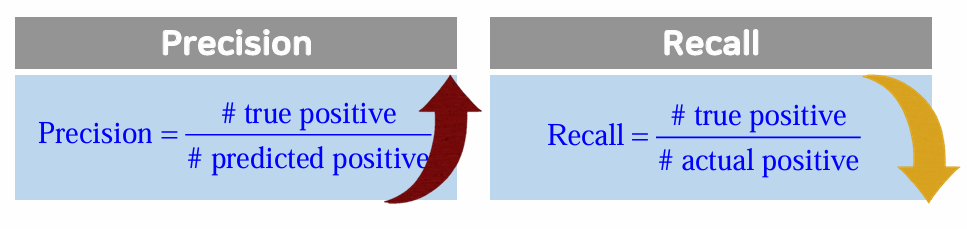 Precision
Precision = # true positive / # predicted positive
Recall
Recall = # true positive / # actual positive